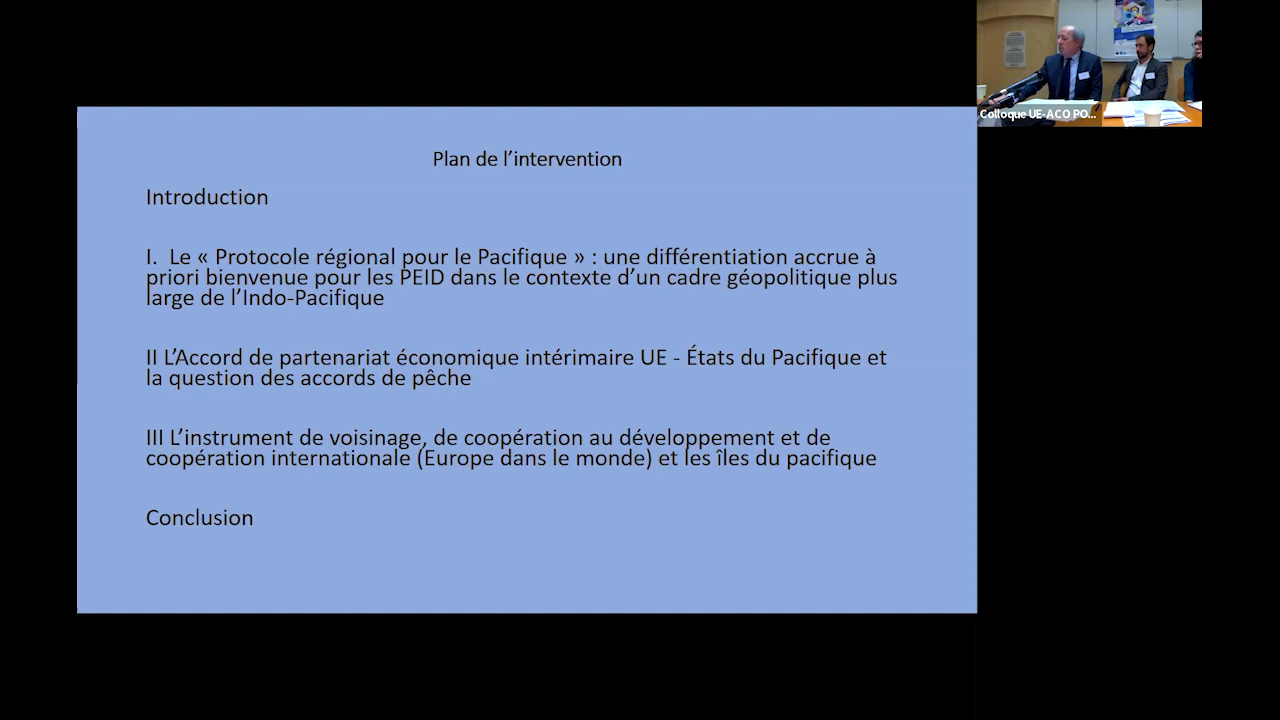 Plan de l’intervention
Introduction
I.  Le « Protocole régional pour le Pacifique » : une différentiation accrue à
priori bienvenue pour les PEID dans le contexte d’un cadre géopolitique plus
large de l’Indo-Pacifique
II L’Accord de partenariat économique intérimaire UE - États du Pacifique et
la question des accords de pêche
III L’instrument de voisinage, de coopération au développement et de
coopération internationale (Europe dans le monde) et les îles du pacifique
Conclusion
Colloque UE-ACO PO...